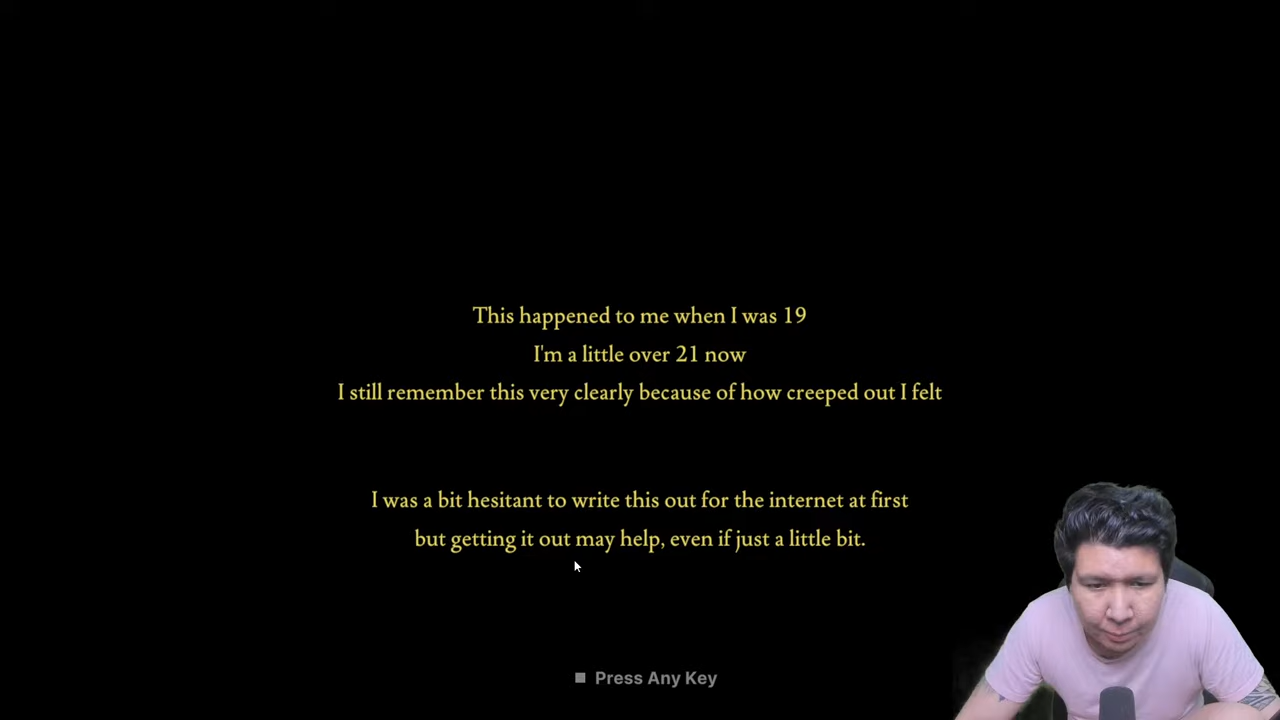 This happened to me when I was 19
I'm a little over 21 now
I still remember this very clearly because of how creeped out I felt
I was a bit hesitant to write this out for the internet at first
but getting it out may help, even if just a little bit.
Press Any Key